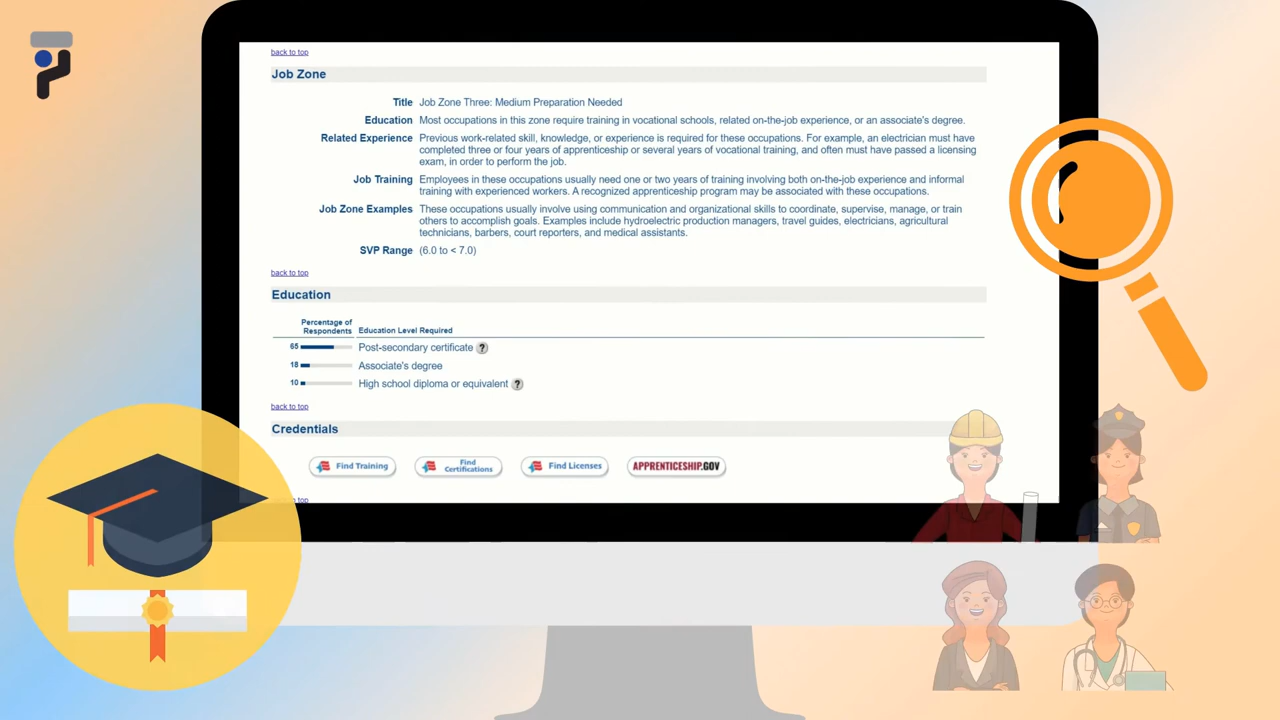 back to top
Job Zone
Title Job Zone Three: Medium Preparation Needed
Education Most occupations in this zone require training in vocational schools, related on-the-job experience, or an associate's degree.
Related Experience Previous work-related skill, knowledge, or experience is required for these occupations. For example, an electrician must have
completed three or four years of apprenticeship or several years of vocational training, and often must have passed a licensing
exam, in order to perform the job.
Job Training Employees in these occupations usually need one or two years of training involving both on-the-job experience and informal
training with experienced workers. A recognized apprenticeship program may be associated with these occupations.
Job Zone Examples These occupations usually involve using communication and organizational skills to coordinate, supervise, manage, or train
others to accomplish goals. Examples include hydroelectric production managers, travel guides, electricians, agricultural
technicians, barbers, court reporters, and medical assistants.
SVP Range (6.0 to < 7.0)
back to top
Education
Percentage of
Respondents Education Level Required
65 Post-secondary certificate ?
18 Associate's degree
10 High school diploma or equivalent ?
back to top
Credentials
Find Training
Find
Certifications
Find Licenses
APPRENTICESHIP.GOV
top